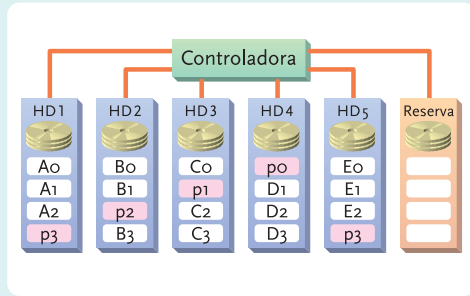 Controladora
HD1 HD2 HD3 HD4 HD5 Reserva
A0 B0 C0 p0 E0
A1 B1 p1 D1 E1
A2 p2 C2 D2 E2
p3 B3 C3 D3 p3